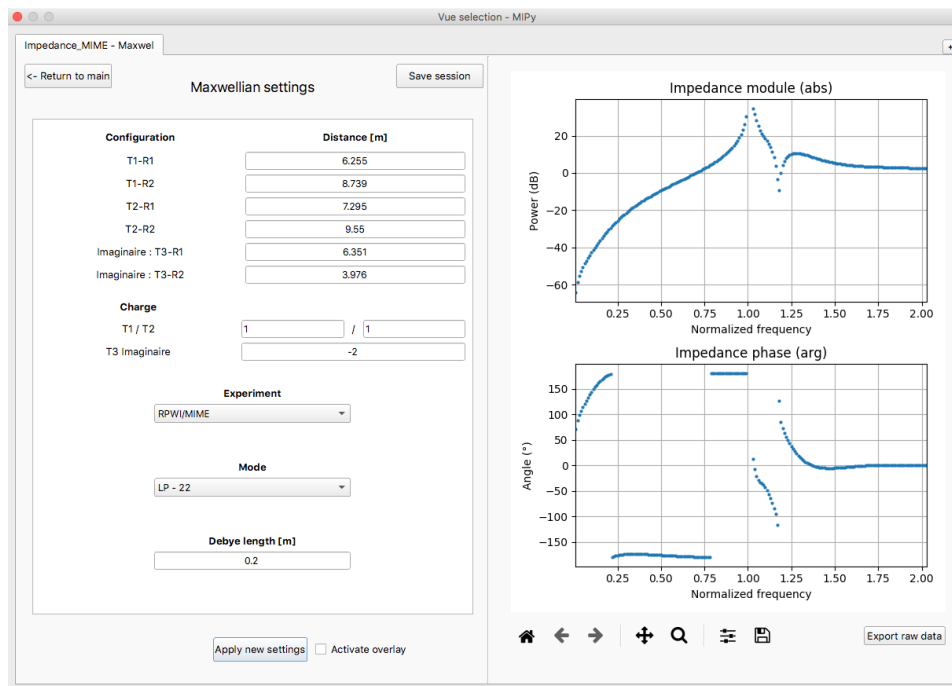 Vue selection - MIPy
Impedance_MIME - Maxwel
<- Return to main
Save session
Maxwellian settings
Configuration Distance [m]
T1-R1 6.255
T1-R2 8.739
T2-R1 7.295
T2-R2 9.55
Imaginaire : T3-R1 6.351
Imaginaire : T3-R2 3.976
Charge
T1 / T2 1 / 1
T3 Imaginaire -2
Experiment
RPWI/MIME
Mode
LP - 22
Debye length [m]
0.2
Apply new settings Activate overlay
Impedance module (abs)
Power (dB)
20
0
−20
−40
−60
0.25 0.50 0.75 1.00 1.25 1.50 1.75 2.00
Normalized frequency
Impedance phase (arg)
Angle (°)
150
100
50
0
−50
−100
−150
0.25 0.50 0.75 1.00 1.25 1.50 1.75 2.00
Normalized frequency
Export raw data